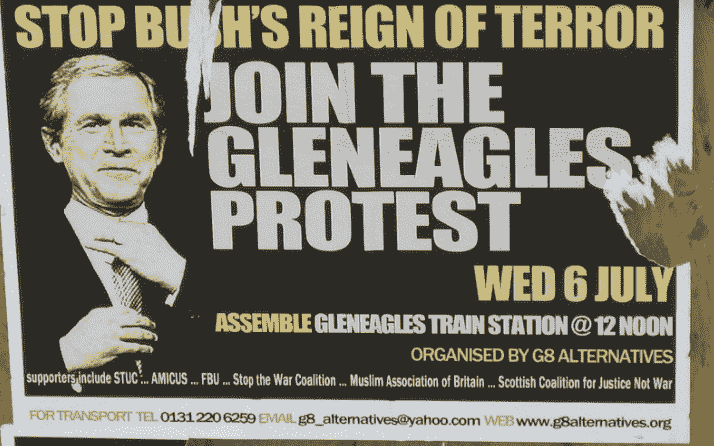 STOP BUSH'S REIGN OF TERROR
JOIN THE
GLENEAGLES
PROTEST
WED 6 JULY
ASSEMBLE GLENEAGLES TRAIN STATION @ 12 NOON
ORGANISED BY G8 ALTERNATIVES
supporters include STUC ... AMICUS ... FBU ... Stop the War Coalition ... Muslim Association of Britain ... Scottish Coalition for Justice Not War
FOR TRANSPORT TEL 0131 220 6259 EMAIL g8_alternatives@yahoo.com WEB www.g8alternatives.org